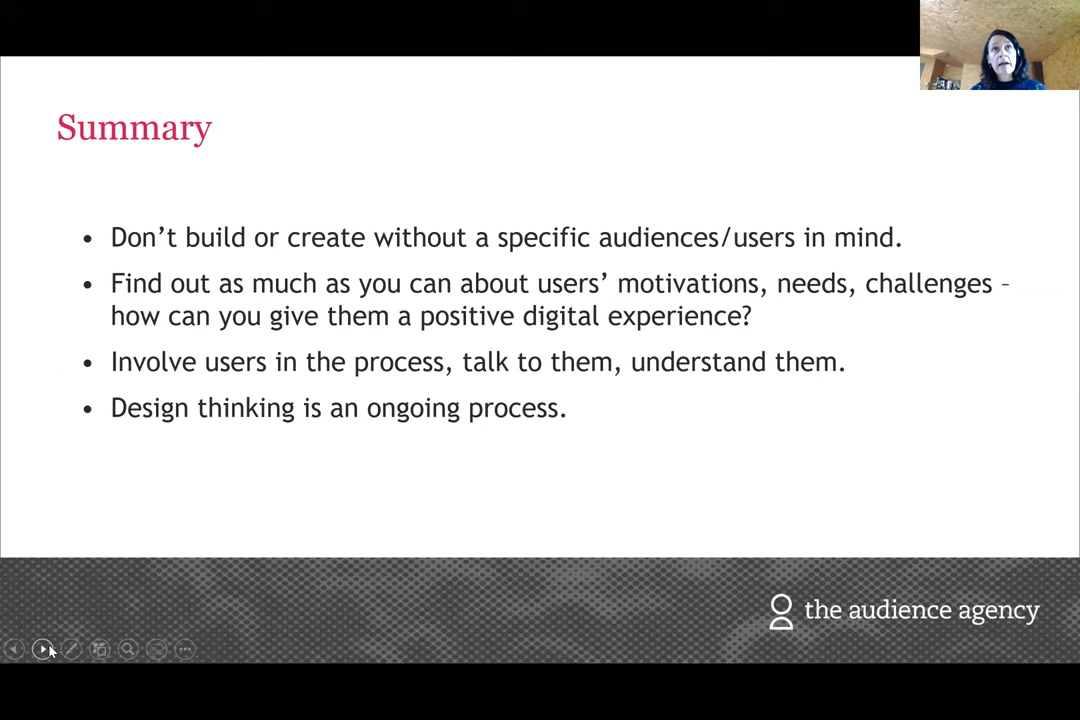 Summary
• Don’t build or create without a specific audiences/users in mind.
• Find out as much as you can about users’ motivations, needs, challenges –
how can you give them a positive digital experience?
• Involve users in the process, talk to them, understand them.
• Design thinking is an ongoing process.
the audience agency